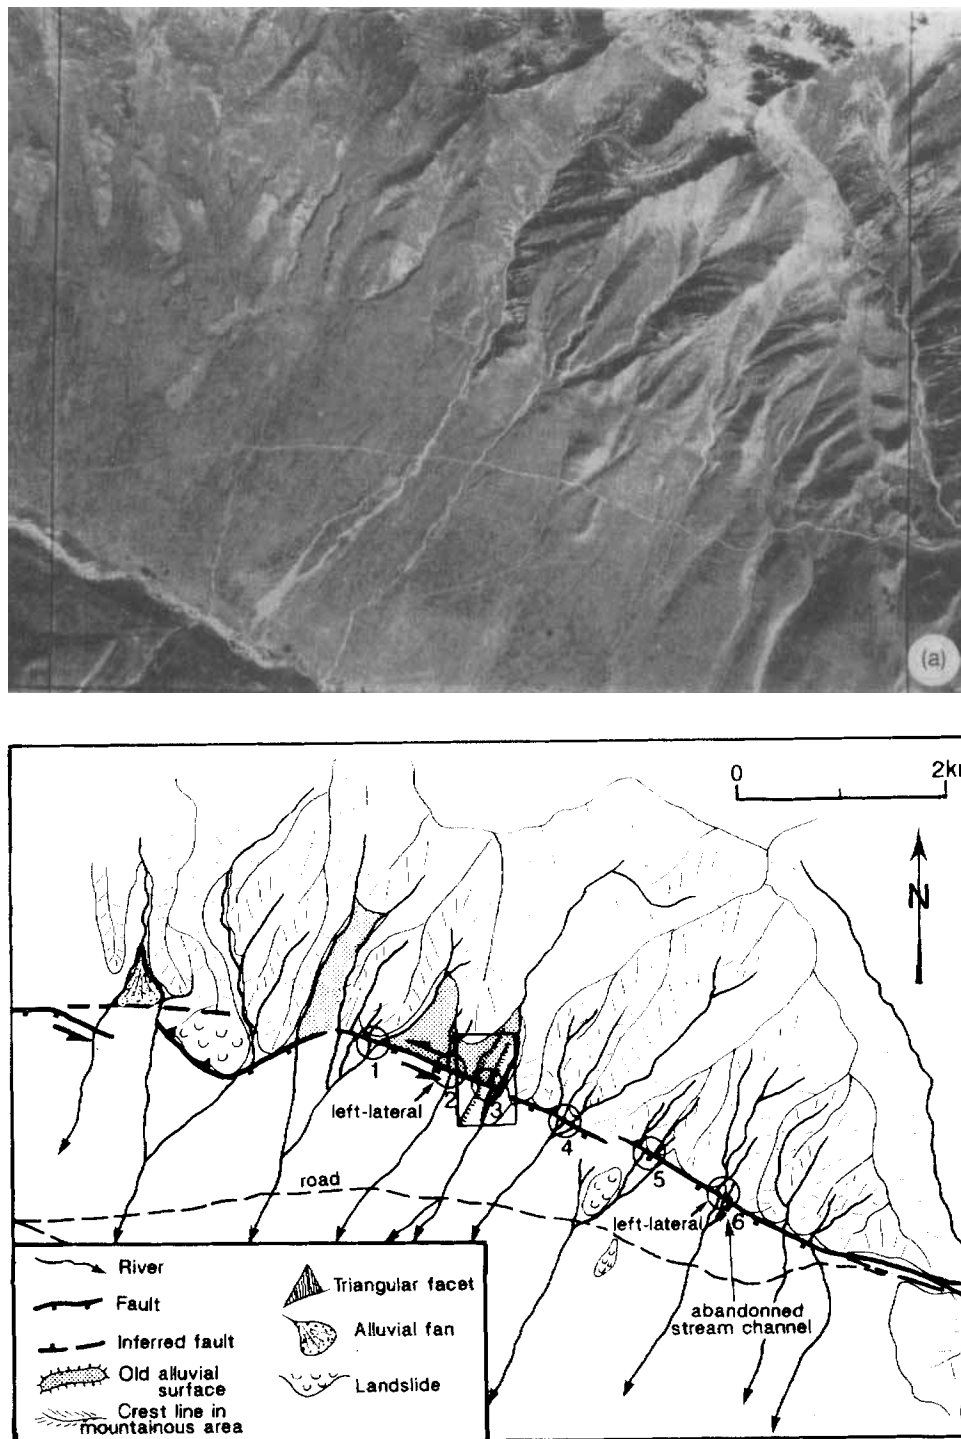 (a)
0 2k
N
1
2
3
left-lateral
4
5
road
left-lateral
6
abandonned
stream channel
River
Fault
Inferred fault
Old alluvial
surface
Crest line in
mountainous area
Triangular facet
Alluvial fan
Landslide